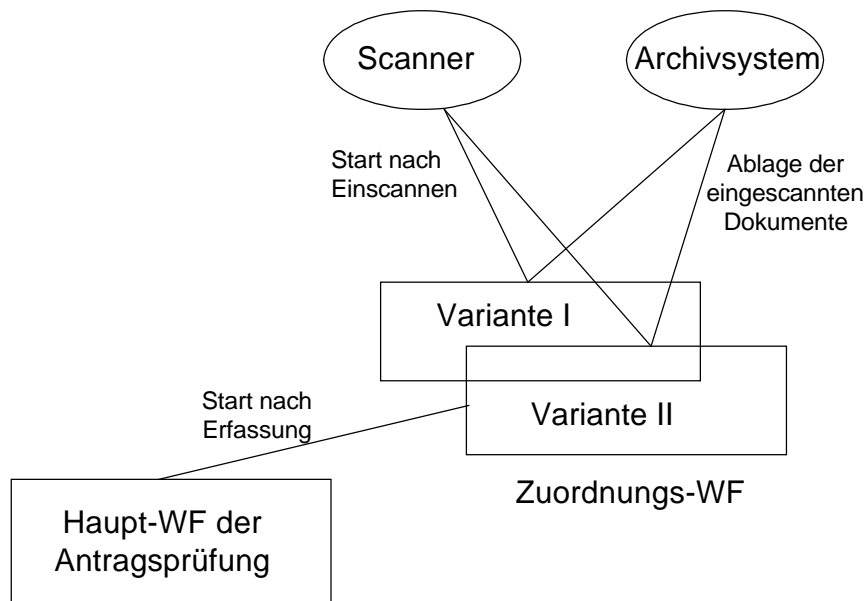 Scanner
Archivsystem
Start nach
Einscannen
Ablage der
eingescannten
Dokumente
Variante I
Variante II
Start nach
Erfassung
Zuordnungs-WF
Haupt-WF der
Antragsprüfung